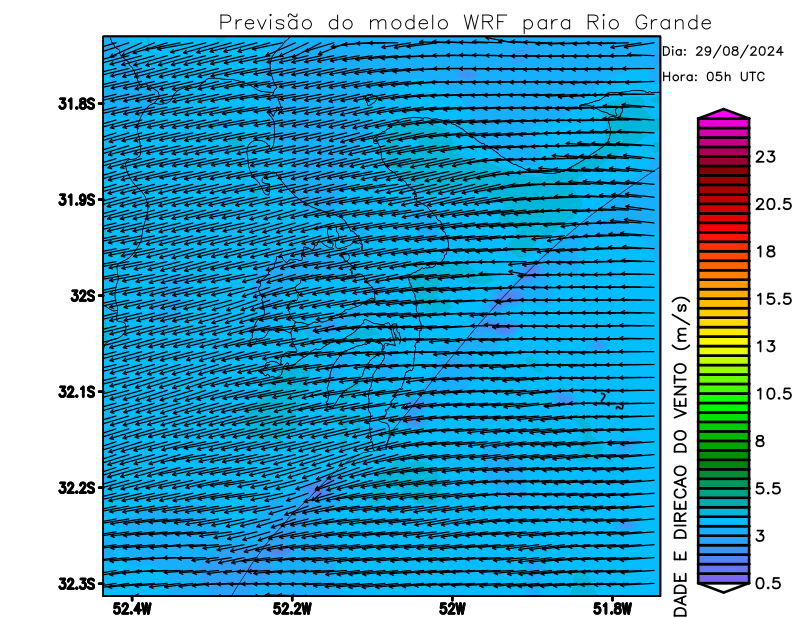 Previsão do modelo WRF para Rio Grande
Dia: 29/08/2024
Hora: 05h UTC
31.8S
31.9S
32S
32.1S
32.2S
32.3S
52.4W
52.2W
52W
51.8W
DADE E DIRECAO DO VENTO (m/s)
23
20.5
18
15.5
13
10.5
8
5.5
3
0.5